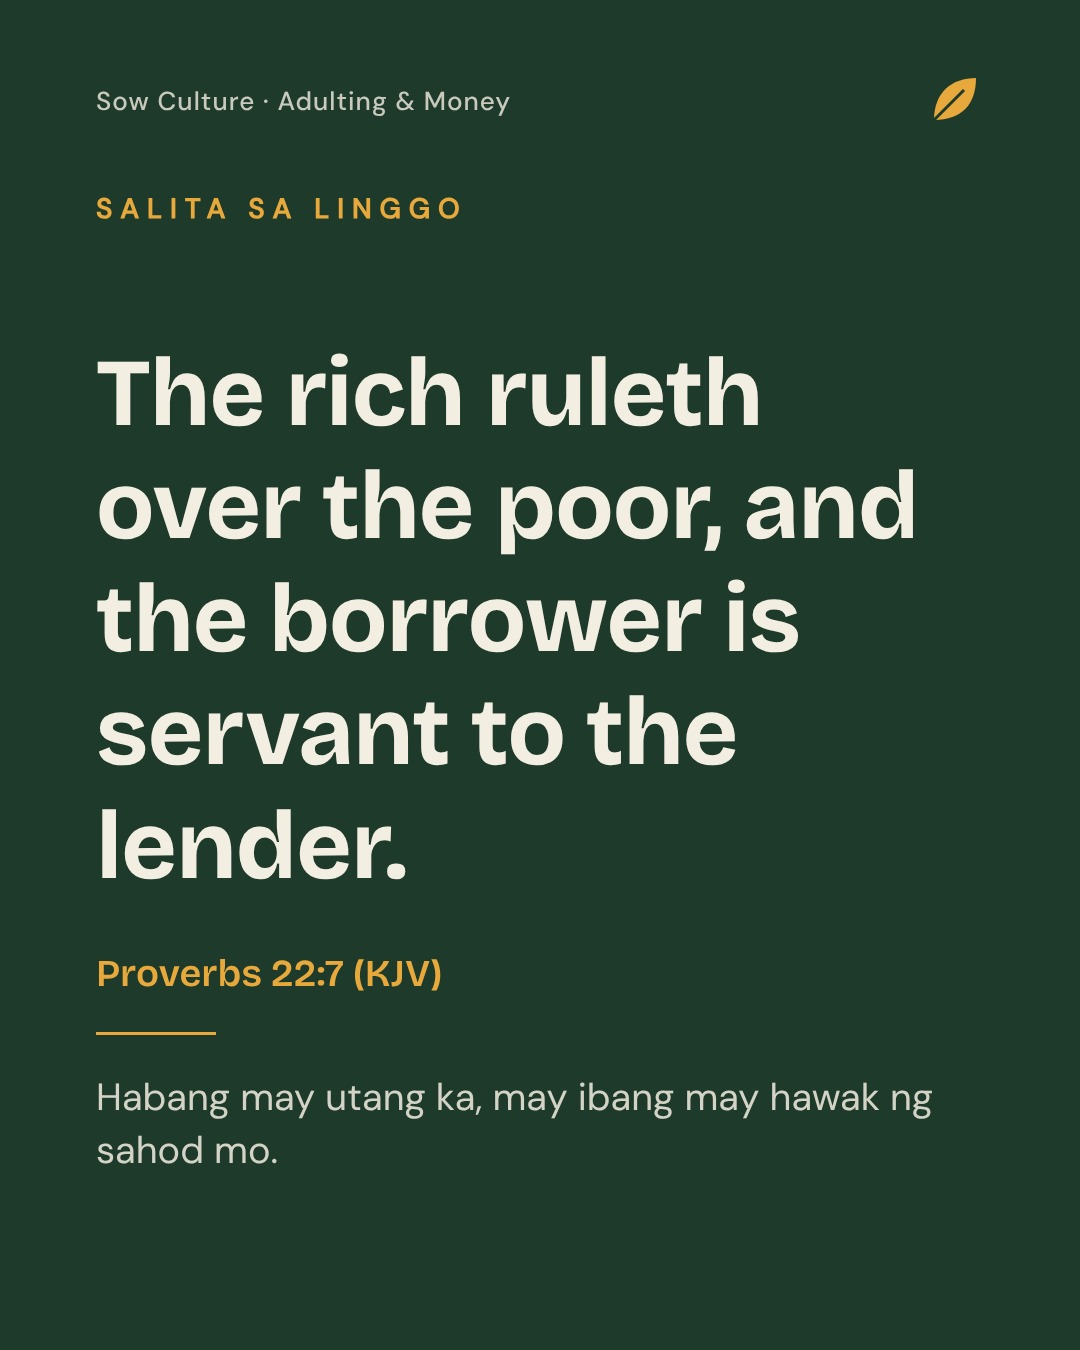 Sow Culture · Adulting & Money
SALITA SA LINGGO
The rich ruleth
over the poor, and
the borrower is
servant to the
lender.
Proverbs 22:7 (KJV)
Habang may utang ka, may ibang may hawak ng
sahod mo.